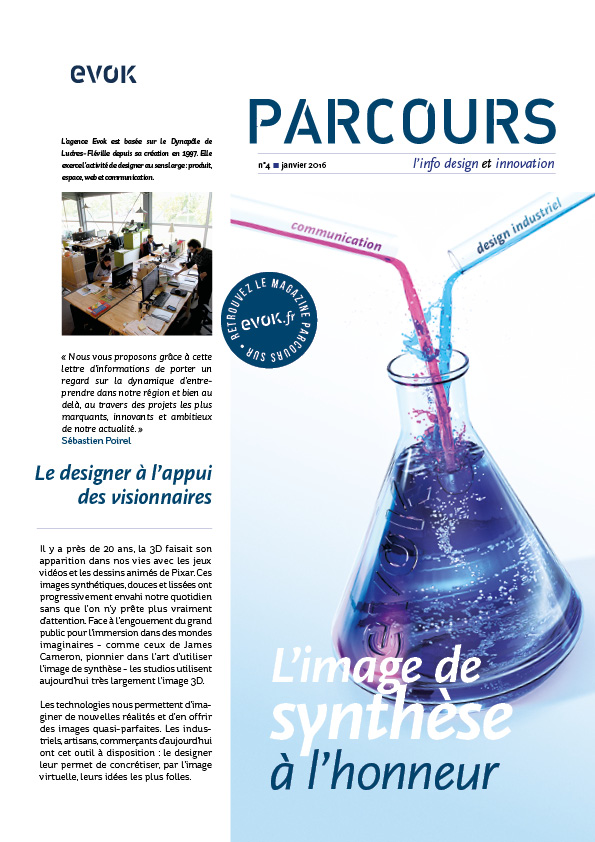 evok
PARCOURS
n°4 ■ janvier 2016
l'info design et innovation
L'agence Evok est basée sur le Dynapôle de
Ludres-Fléville depuis sa création en 1997. Elle
exerce l'activité de designer au sens large : produit,
espace, web et communication.
communication
design industriel
RETROUVEZ LE MAGAZINE PARCOURS SUR •
evok.fr
« Nous vous proposons grâce à cette
lettre d'informations de porter un
regard sur la dynamique d'entre-
prendre dans notre région et bien au
delà, au travers des projets les plus
marquants, innovants et ambitieux
de notre actualité. »
Sébastien Poirel
Le designer à l'appui
des visionnaires
Il y a près de 20 ans, la 3D faisait son
apparition dans nos vies avec les jeux
vidéos et les dessins animés de Pixar. Ces
images synthétiques, douces et lissées ont
progressivement envahi notre quotidien
sans que l'on n'y prête plus vraiment
d'attention. Face à l'engouement du grand
public pour l'immersion dans des mondes
imaginaires - comme ceux de James
Cameron, pionnier dans l'art d'utiliser
l'image de synthèse - les studios utilisent
aujourd'hui très largement l'image 3D.
Les technologies nous permettent d'ima-
giner de nouvelles réalités et d'en offrir
des images quasi-parfaites. Les indus-
triels, artisans, commerçants d'aujourd'hui
ont cet outil à disposition : le designer
leur permet de concrétiser, par l'image
virtuelle, leurs idées les plus folles.
evok
L'image de
synthèse
à l'honneur